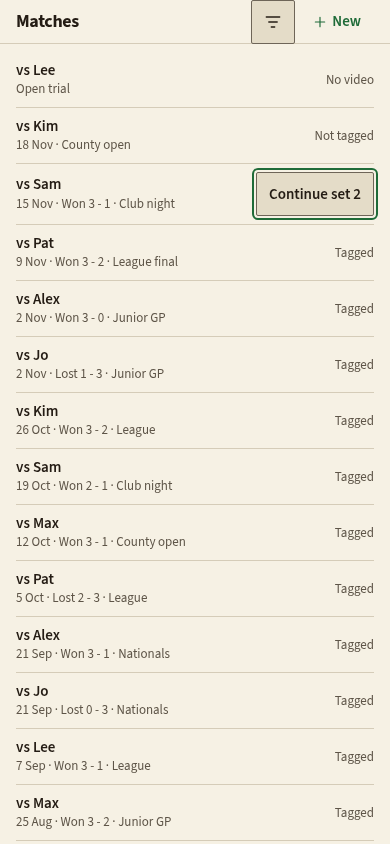 Matches
+ New
vs Lee
Open trial
No video
vs Kim
18 Nov · County open
Not tagged
vs Sam
15 Nov · Won 3 - 1 · Club night
Continue set 2
vs Pat
9 Nov · Won 3 - 2 · League final
Tagged
vs Alex
2 Nov · Won 3 - 0 · Junior GP
Tagged
vs Jo
2 Nov · Lost 1 - 3 · Junior GP
Tagged
vs Kim
26 Oct · Won 3 - 2 · League
Tagged
vs Sam
19 Oct · Won 2 - 1 · Club night
Tagged
vs Max
12 Oct · Won 3 - 1 · County open
Tagged
vs Pat
5 Oct · Lost 2 - 3 · League
Tagged
vs Alex
21 Sep · Won 3 - 1 · Nationals
Tagged
vs Jo
21 Sep · Lost 0 - 3 · Nationals
Tagged
vs Lee
7 Sep · Won 3 - 1 · League
Tagged
vs Max
25 Aug · Won 3 - 2 · Junior GP
Tagged